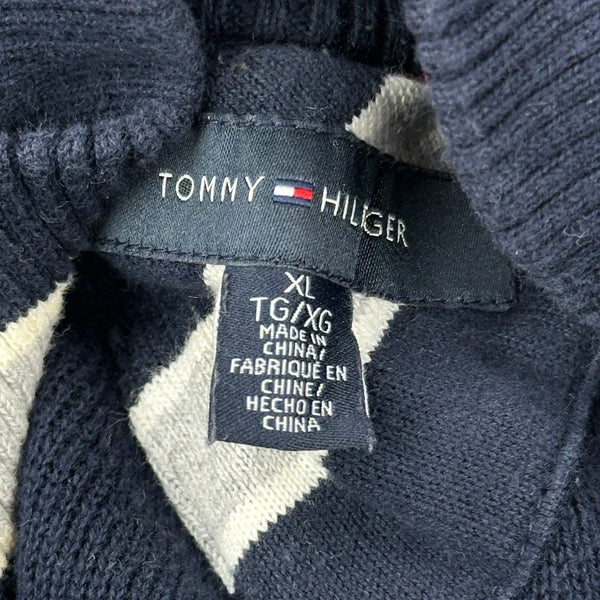 TOMMY HILFIGER
XL
TG/XG
MADE IN
CHINA/
FABRIQUÉ EN
CHINE/
HECHO EN
CHINA